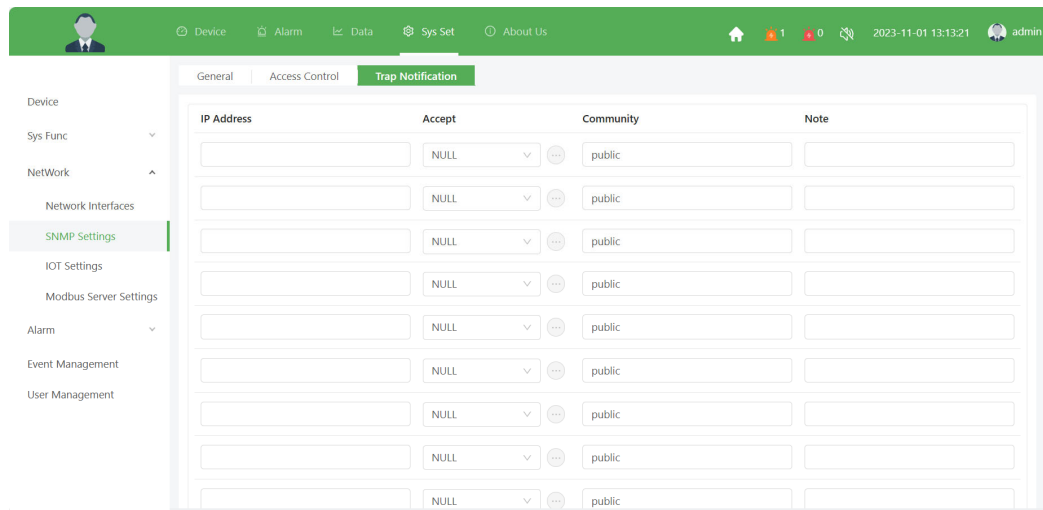 Device Alarm Data Sys Set About Us 1 0 2023-11-01 13:13:21 admin
General Access Control Trap Notification
Device
Sys Func
NetWork
Network Interfaces
SNMP Settings
IOT Settings
Modbus Server Settings
Alarm
Event Management
User Management
IP Address Accept Community Note
NULL public
NULL public
NULL public
NULL public
NULL public
NULL public
NULL public
NULL public
NULL public